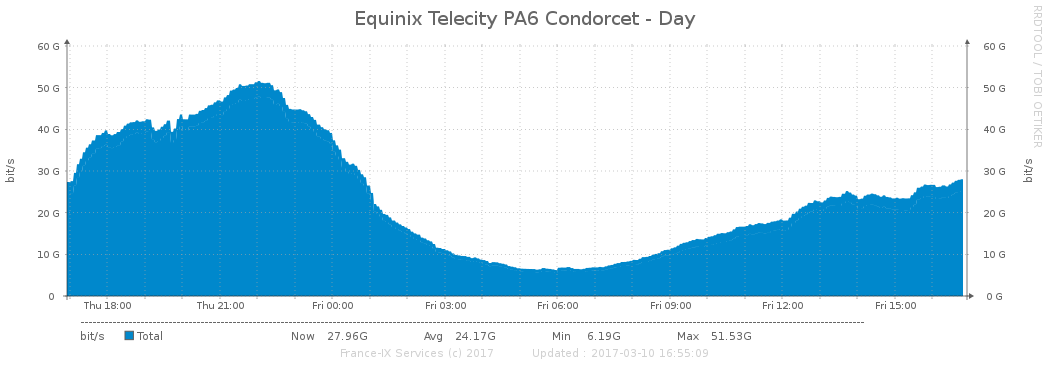 Equinix Telecity PA6 Condorcet - Day
RRDTOOL / TOBI OETIKER
60 G 60 G
50 G 50 G
40 G 40 G
30 G 30 G
20 G 20 G
10 G 10 G
0 0 G
bit/s
bit/s
Thu 18:00 Thu 21:00 Fri 00:00 Fri 03:00 Fri 06:00 Fri 09:00 Fri 12:00 Fri 15:00
bit/s Total Now 27.96G Avg 24.17G Min 6.19G Max 51.53G
France-IX Services (c) 2017 Updated : 2017-03-10 16:55:09